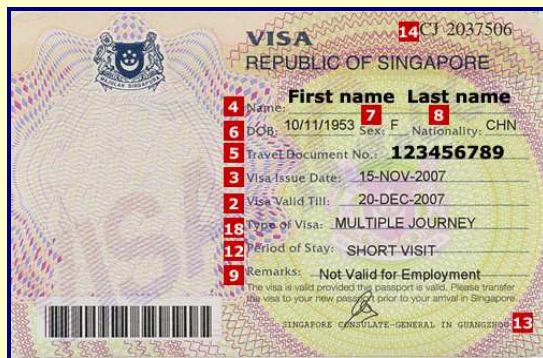 VISA 14 CJ 2037506
REPUBLIC OF SINGAPORE
First name Last name
4 Name: 7 8
6 DOB: 10/11/1953 Sex: F Nationality: CHN
5 Travel Document No.: 123456789
3 Visa Issue Date: 15-NOV-2007
2 Visa Valid Till: 20-DEC-2007
18 Type of Visa: MULTIPLE JOURNEY
12 Period of Stay: SHORT VISIT
9 Remarks: Not Valid for Employment
The visa is valid provided this passport is valid. Please transfer
the visa to your new passport prior to your arrival in Singapore
SINGAPORE CONSULATE-GENERAL IN GUANGZHOU 13